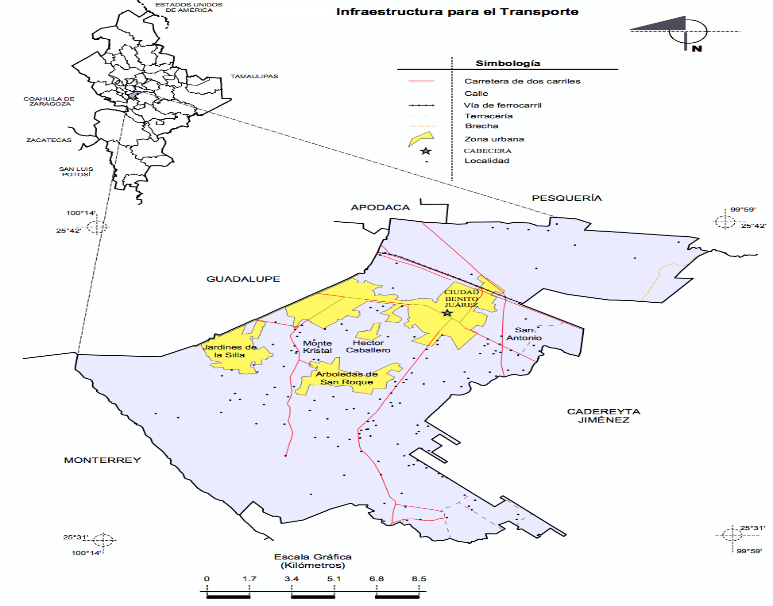 ESTADOS UNIDOS
DE AMÉRICA
Infraestructura para el Transporte
N
TAMAULIPAS
COAHUILA DE
ZARAGOZA
ZACATECAS
SAN LUIS
POTOSÍ
Simbología
Carretera de dos carriles
Calle
Vía de ferrocarril
Terracería
Brecha
Zona urbana
CABECERA
Localidad
PESQUERÍA
APODACA
100°14'
25°42'
99°59'
25°42'
GUADALUPE
CIUDAD
BENITO
JUÁREZ
San
Antonio
Jardines de
la Silla
Monte
Kristal
Hector
Caballero
Arboledas de
San Roque
CADEREYTA
JIMÉNEZ
MONTERREY
25°31'
100°14'
25°31'
99°59'
Escala Gráfica
(Kilómetros)
0 1.7 3.4 5.1 6.8 8.5